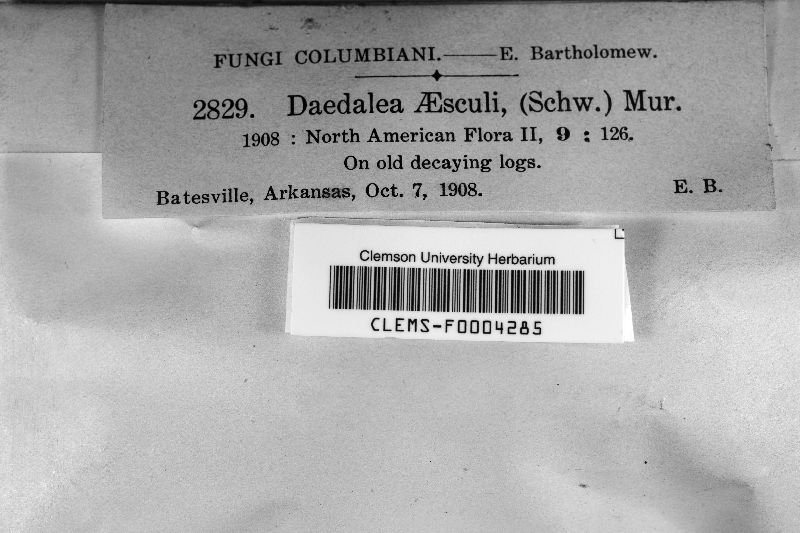 FUNGI COLUMBIANI.——E. Bartholomew.
2829. Daedalea Æsculi, (Schw.) Mur.
1908 : North American Flora II, 9 : 126.
On old decaying logs.
Batesville, Arkansas, Oct. 7, 1908. E. B.
Clemson University Herbarium
CLEMS-F0004285